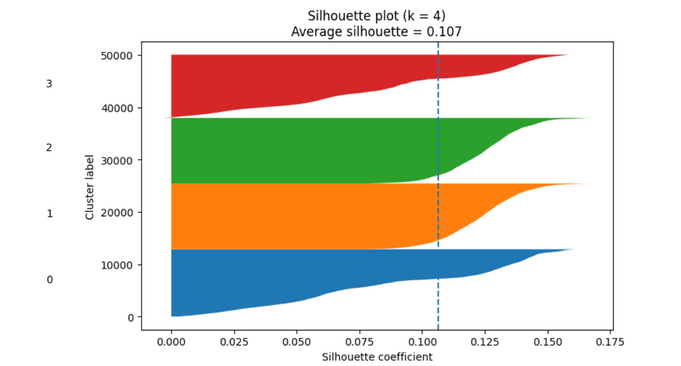 Silhouette plot (k = 4)
Average silhouette = 0.107
50000
3
40000
2
30000
Cluster label
20000
1
10000
0
0
0.000 0.025 0.050 0.075 0.100 0.125 0.150 0.175
Silhouette coefficient